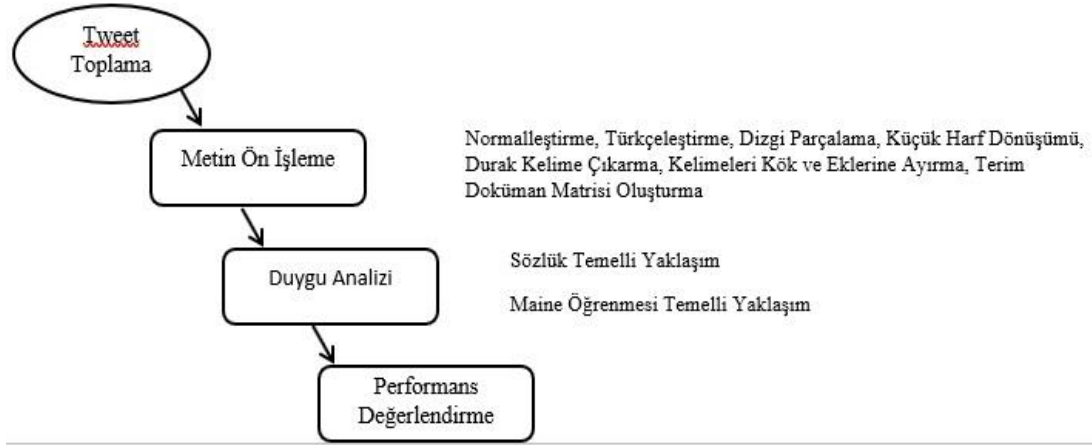 Tweet
Toplama
Metin Ön İşleme
Normalleştirme, Türkçeleştirme, Dizgi Parçalama, Küçük Harf Dönüşümü,
Durak Kelime Çıkarma, Kelimeleri Kök ve Eklerine Ayırma, Terim
Doküman Matrisi Oluşturma
Duygu Analizi
Sözlük Temelli Yaklaşım
Maine Öğrenmesi Temelli Yaklaşım
Performans
Değerlendirme